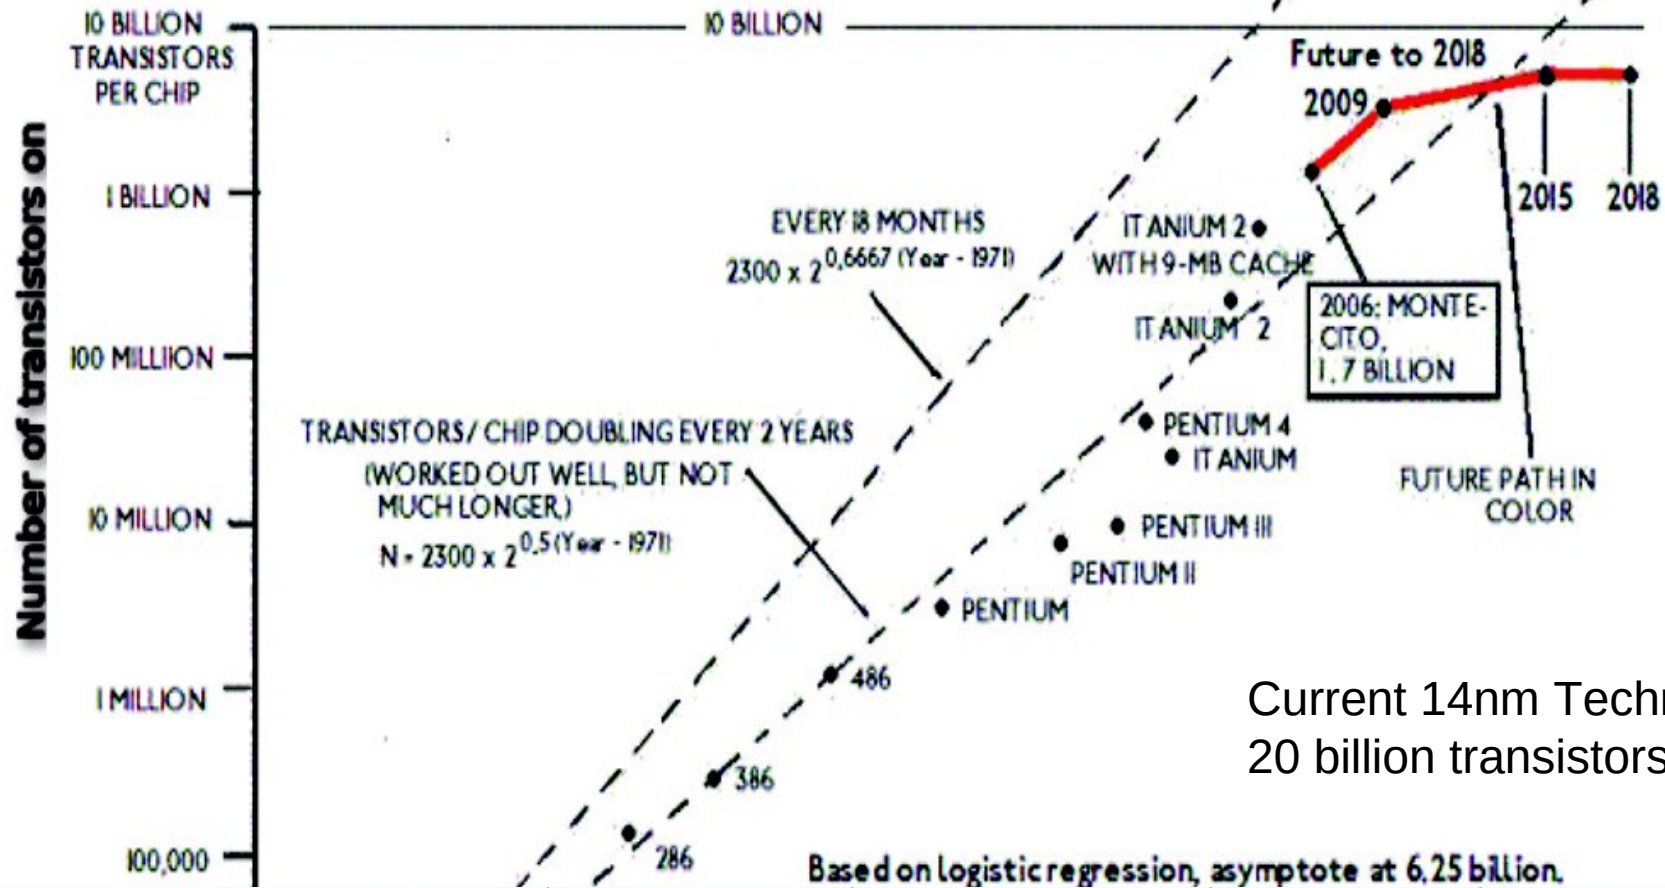 10 BILLION
TRANSISTORS
PER CHIP
10 BILLION
Future to 2018
2009
Number of transistors on
1 BILLION
2015
2018
EVERY 18 MONTHS
2300 x 2^0,6667 (Year - 1971)
ITANIUM 2
WITH 9-MB CACHE
ITANIUM 2
2006: MONTE-
CITO,
1,7 BILLION
100 MILLIION
TRANSISTORS / CHIP DOUBLING EVERY 2 YEARS
(WORKED OUT WELL, BUT NOT
MUCH LONGER,)
N = 2300 x 2^0.5 (Year - 1971)
PENTIUM 4
ITANIUM
FUTURE PATH IN
COLOR
10 MILLION
PENTIUM III
PENTIUM II
PENTIUM
1 MILLION
486
Current 14nm Tech
20 billion transistors
386
286
100,000
Based on logistic regression, asymptote at 6,25 billion.